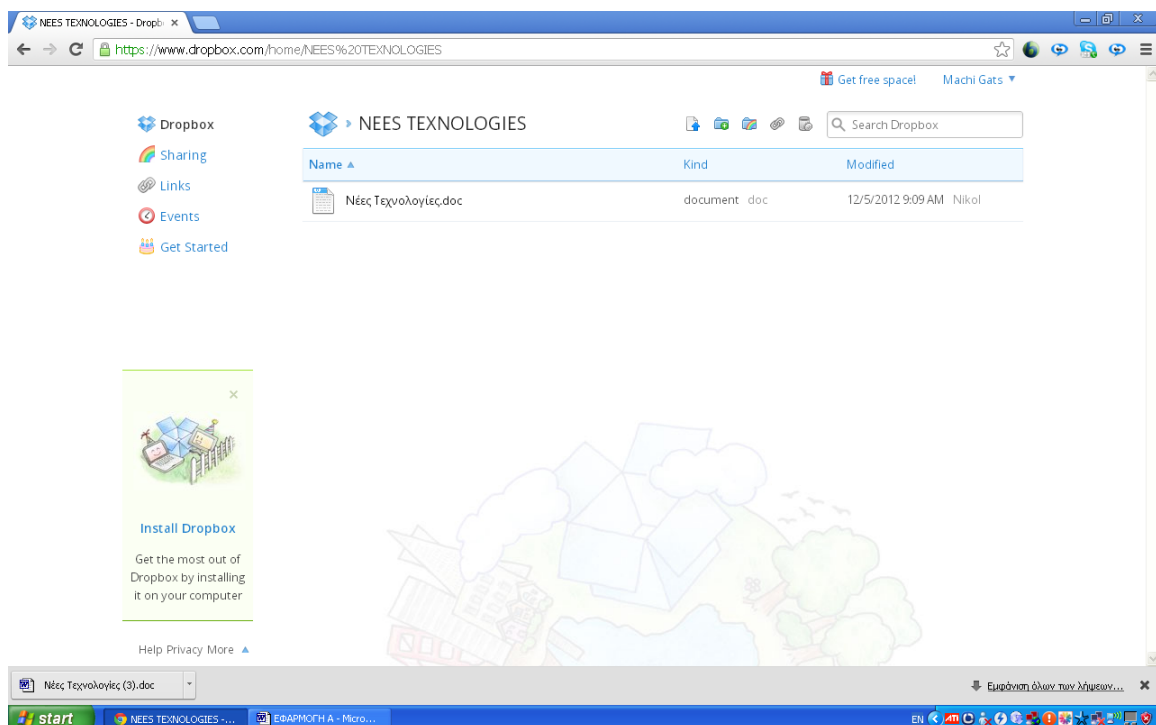 NEES TEXNOLOGIES - Dropb
https://www.dropbox.com/home/NEES%20TEXNOLOGIES
Get free space! Machi Gats
Dropbox
Sharing
Links
Events
Get Started
NEES TEXNOLOGIES
Search Dropbox
Name Kind Modified
Νέες Τεχνολογίες.doc document doc 12/5/2012 9:09 AM Nikol
Install Dropbox
Get the most out of
Dropbox by installing
it on your computer
Help Privacy More
Νέες Τεχνολογίες (3).doc
Εμφάνιση όλων των λήψεων...
start NEES TEXNOLOGIES -... ΕΦΑΡΜΟΓΗ Α - Micro... EN